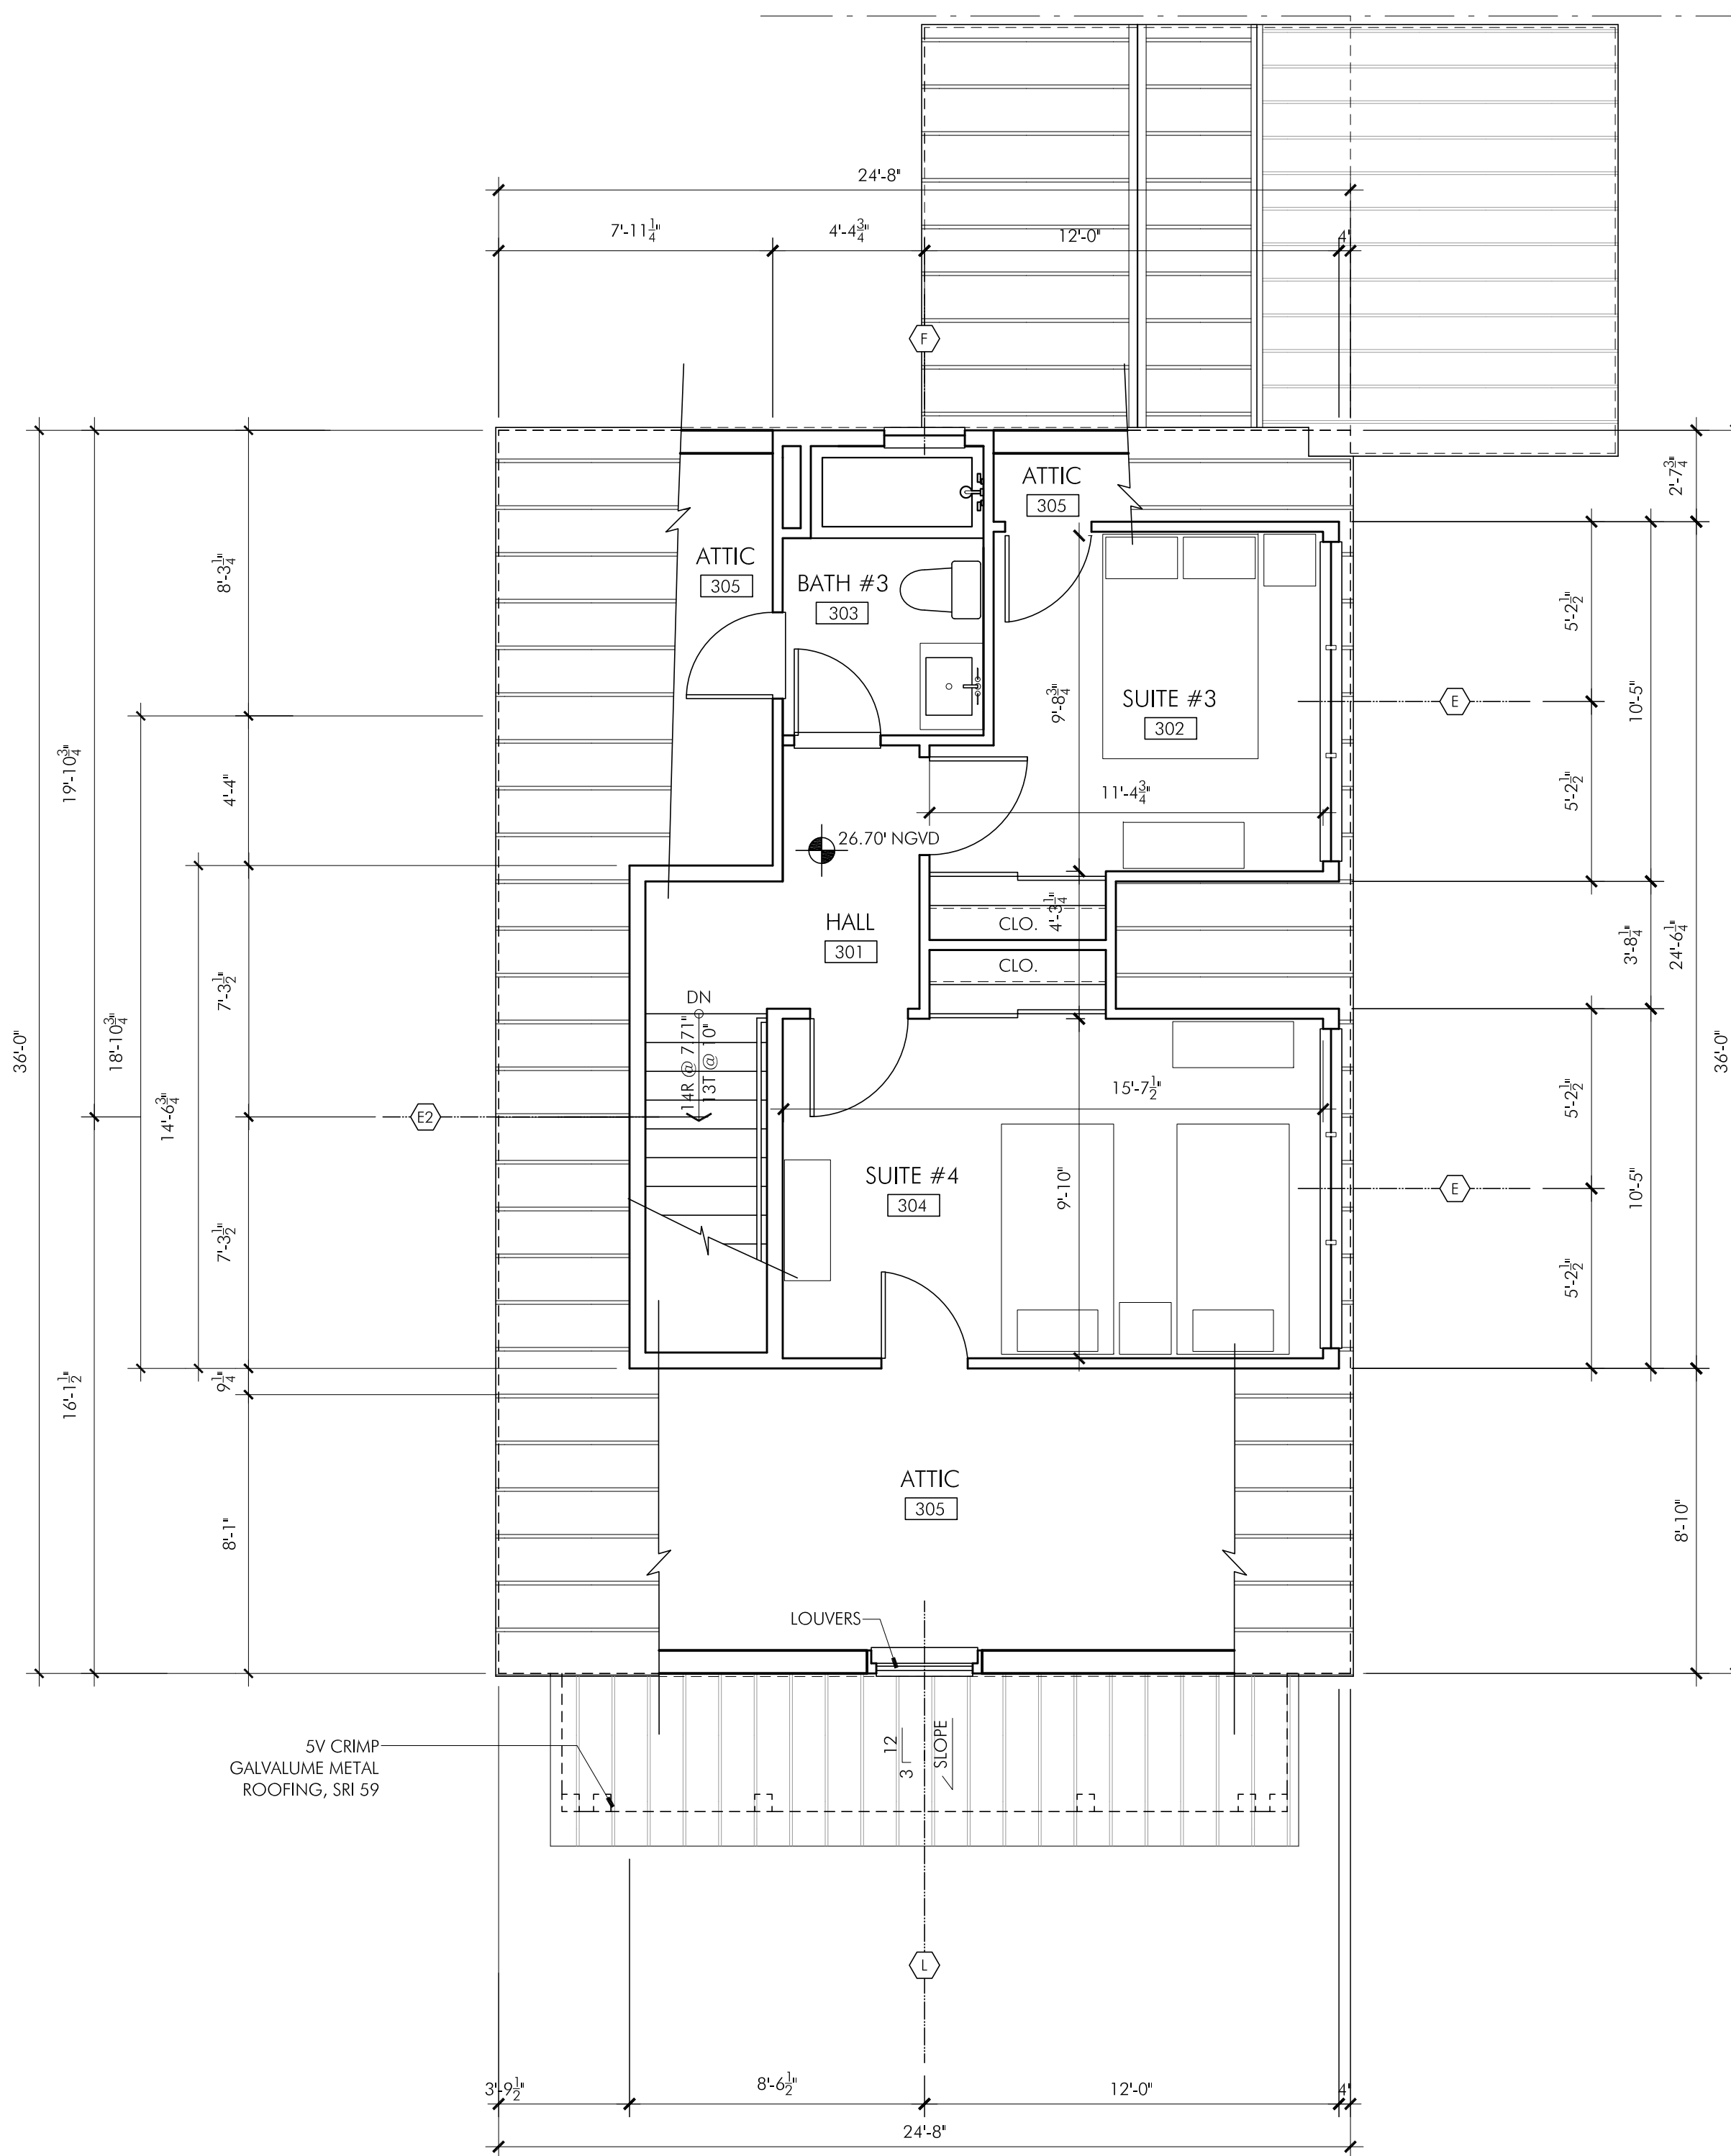 24'-8"
7'-11 1/4"
4'-4 3/4"
12'-0"
4"
F
ATTIC
305
ATTIC
305
BATH #3
303
SUITE #3
302
9'-8 3/4"
11'-4 3/4"
26.70' NGVD
HALL
301
CLO.
4'-3 1/4"
CLO.
DN
14R @ 7.71"
13T @ 10"
15'-7 1/2"
SUITE #4
304
9'-10"
ATTIC
305
LOUVERS
12
3
SLOPE
5V CRIMP
GALVALUME METAL
ROOFING, SRI 59
L
E2
E
E
36'-0"
19'-10 3/4"
16'-1 1/2"
18'-10 3/4"
14'-6 3/4"
8'-3 1/4"
4'-4"
7'-3 1/2"
7'-3 1/2"
9 1/4"
8'-1"
2'-7 3/4"
5'-2 1/2"
10'-5"
5'-2 1/2"
3'-8 1/4"
24'-6 1/4"
36'-0"
5'-2 1/2"
10'-5"
5'-2 1/2"
8'-10"
3'-9 1/2"
8'-6 1/2"
12'-0"
4"
24'-8"